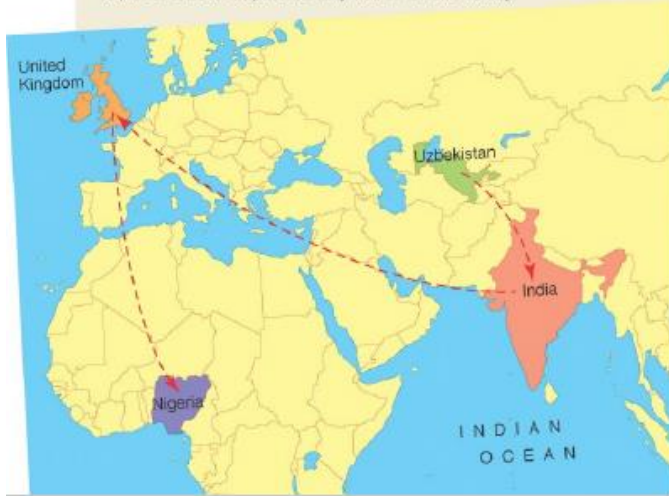 United
Kingdom
Uzbekistan
India
Nigeria
INDIAN
OCEAN